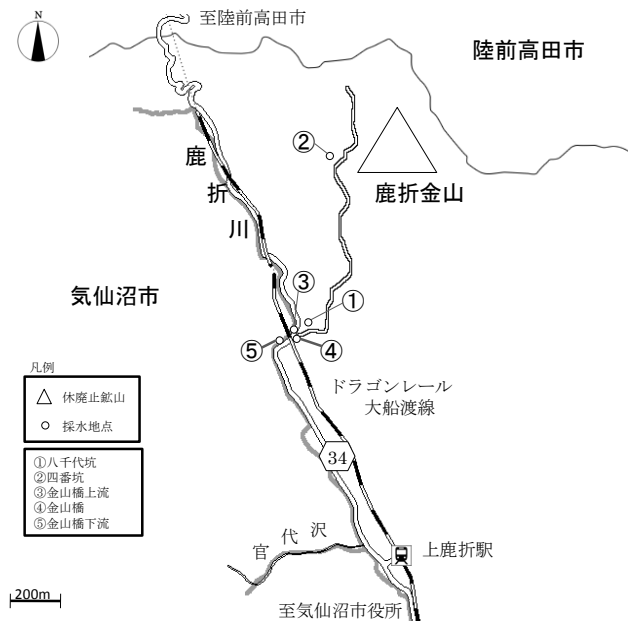 N
至陸前高田市
陸前高田市
②
鹿折金山
鹿
折
川
気仙沼市
③
①
⑤
④
凡例
休廃止鉱山
採水地点
ドラゴンレール
大船渡線
①八千代坑
②四番坑
③金山橋上流
④金山橋
⑤金山橋下流
34
官代沢
上鹿折駅
200m
至気仙沼市役所